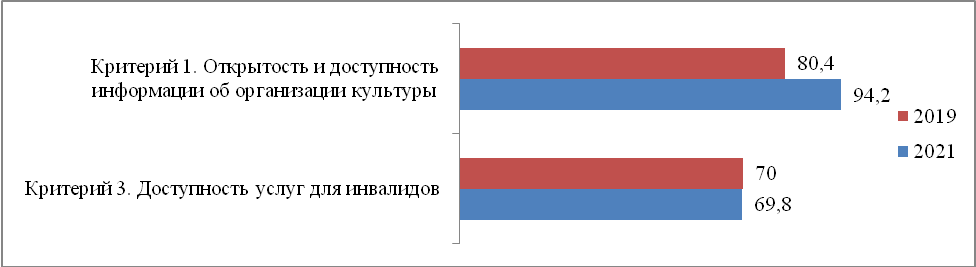 Критерий 1. Открытость и доступность
информации об организации культуры
80,4
94,2
Критерий 3. Доступность услуг для инвалидов
70
69,8
2019
2021